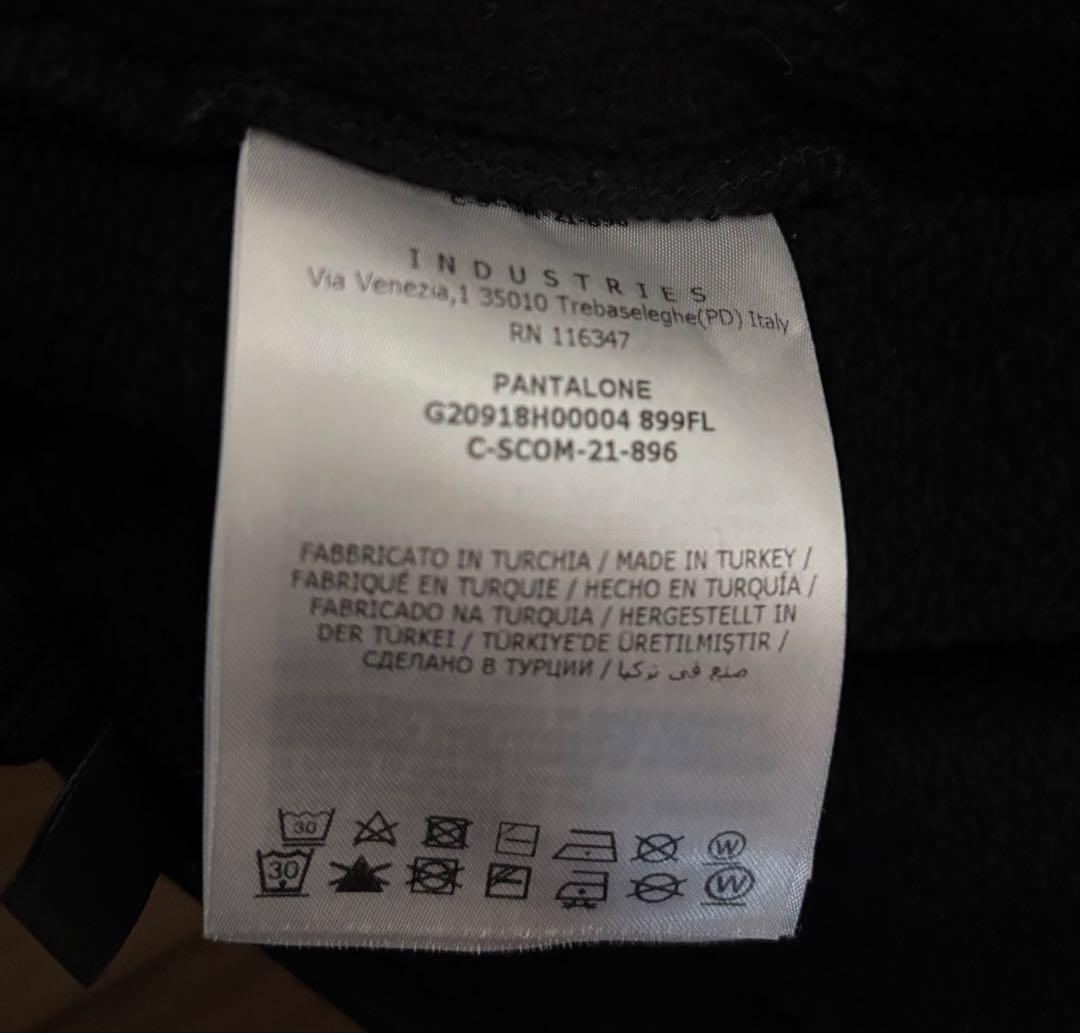 INDUSTRIES
Via Venezia,1 35010 Trebaseleghe(PD) Italy
RN 116347
PANTALONE
G20918H00004 899FL
C-SCOM-21-896
FABBRICATO IN TURCHIA / MADE IN TURKEY /
FABRIQUÉ EN TURQUIE / HECHO EN TURQUÍA /
FABRICADO NA TURQUIA / HERGESTELLT IN
DER TÜRKEI / TÜRKIYE'DE ÜRETILMIŞTIR /
СДЕЛАНО В ТУРЦИИ / صنع في تركيا
30 W
30 W